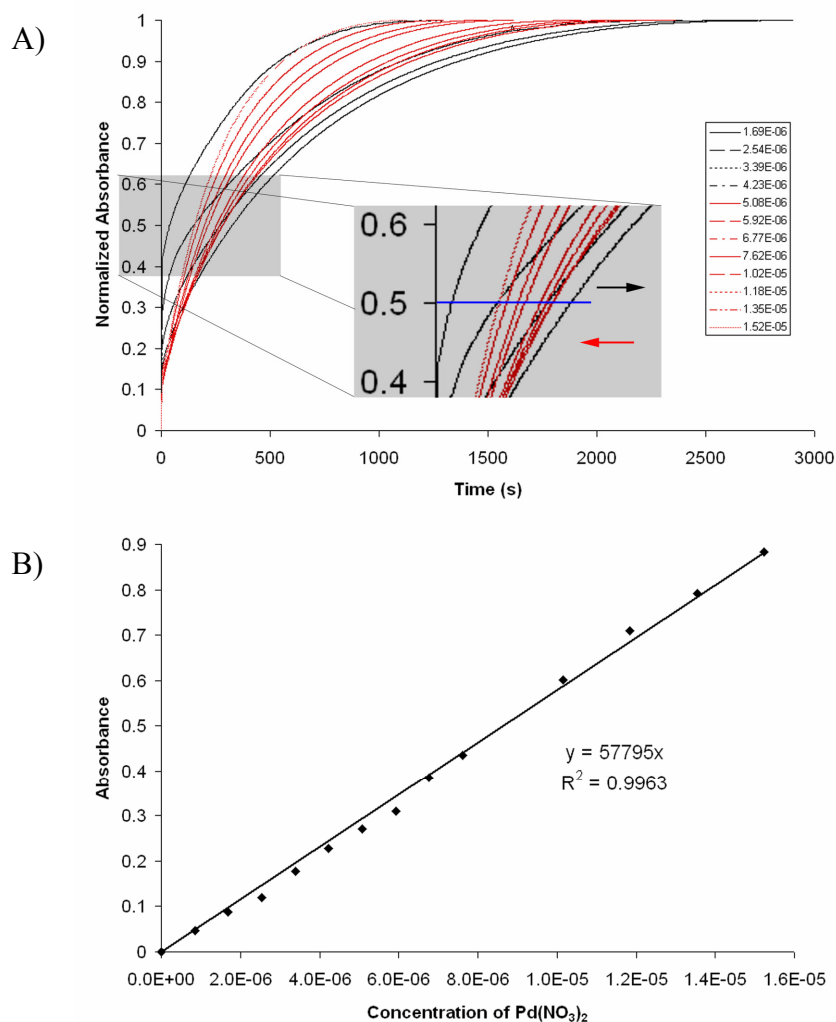 A)
Normalized Absorbance
1
0.9
0.8
0.7
0.6
0.5
0.4
0.3
0.2
0.1
0
0 500 1000 1500 2000 2500 3000
Time (s)
0.6
0.5
0.4
1.69E-06
2.54E-06
3.39E-06
4.23E-06
5.08E-06
5.92E-06
6.77E-06
7.62E-06
1.02E-05
1.18E-05
1.35E-05
1.52E-05
B)
Absorbance
0.9
0.8
0.7
0.6
0.5
0.4
0.3
0.2
0.1
0
0.0E+00 2.0E-06 4.0E-06 6.0E-06 8.0E-06 1.0E-05 1.2E-05 1.4E-05 1.6E-05
Concentration of Pd(NO₃)₂
y = 57795x
R² = 0.9963